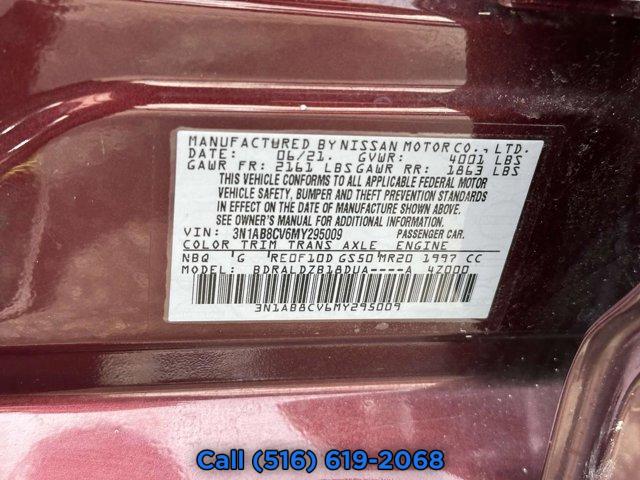 MANUFACTURED BY NISSAN MOTOR CO., LTD.
DATE: 06/21. GVWR: 4001 LBS
GAWR FR: 2161 LBS GAWR RR: 1863 LBS
THIS VEHICLE CONFORMS TO ALL APPLICABLE FEDERAL MOTOR
VEHICLE SAFETY, BUMPER AND THEFT PREVENTION STANDARDS
IN EFFECT ON THE DATE OF MANUFACTURE SHOWN ABOVE.
SEE OWNER'S MANUAL FOR ADDITIONAL INFORMATION.
VIN: 3N1AB8CV6MY295009 PASSENGER CAR.
COLOR TRIM TRANS AXLE ENGINE
NBQ G RE0F10D GS50 MR20 1997 CC
MODEL: BDRALDZB18DUA----A 4Z000
3N1AB8CV6MY295009
Call (516) 619-2068